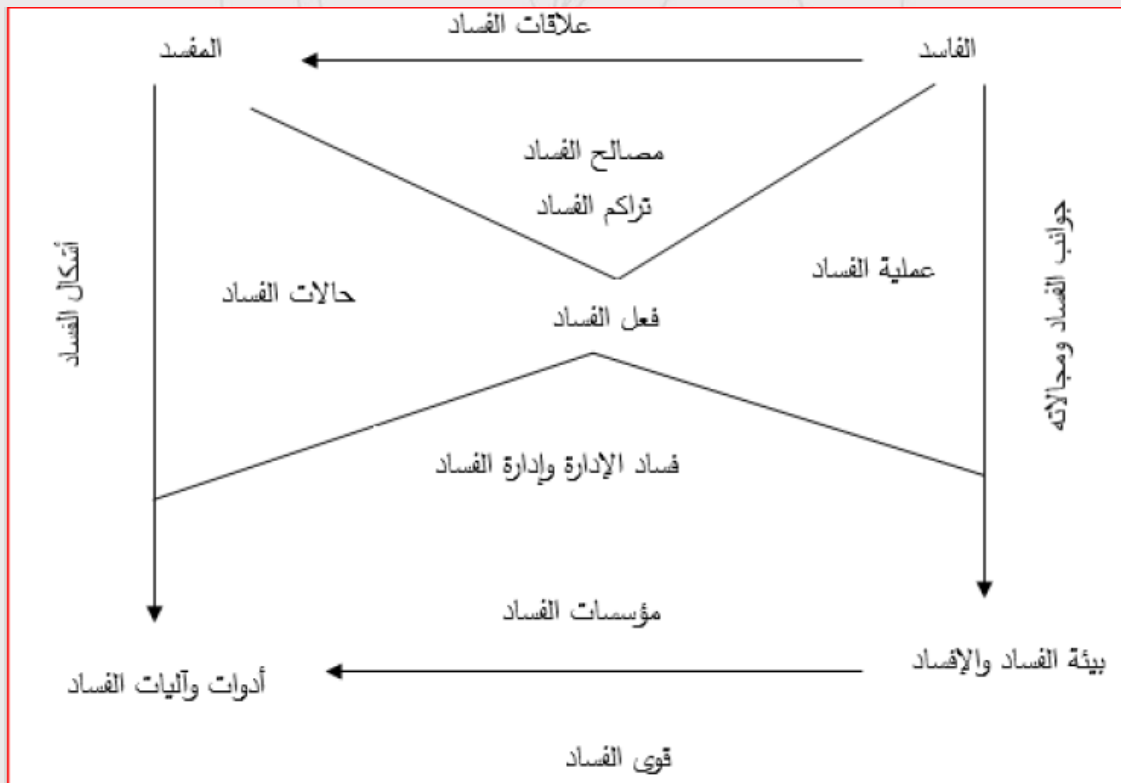 علاقات الفساد
الفاسد
المفسد
مصالح الفساد
تراكم الفساد
جوانب الفساد ومجالاته
عملية الفساد
حالات الفساد
أشكال الفساد
فعل الفساد
فساد الإدارة وإدارة الفساد
مؤسسات الفساد
بيئة الفساد والإفساد
أدوات وآليات الفساد
قوى الفساد